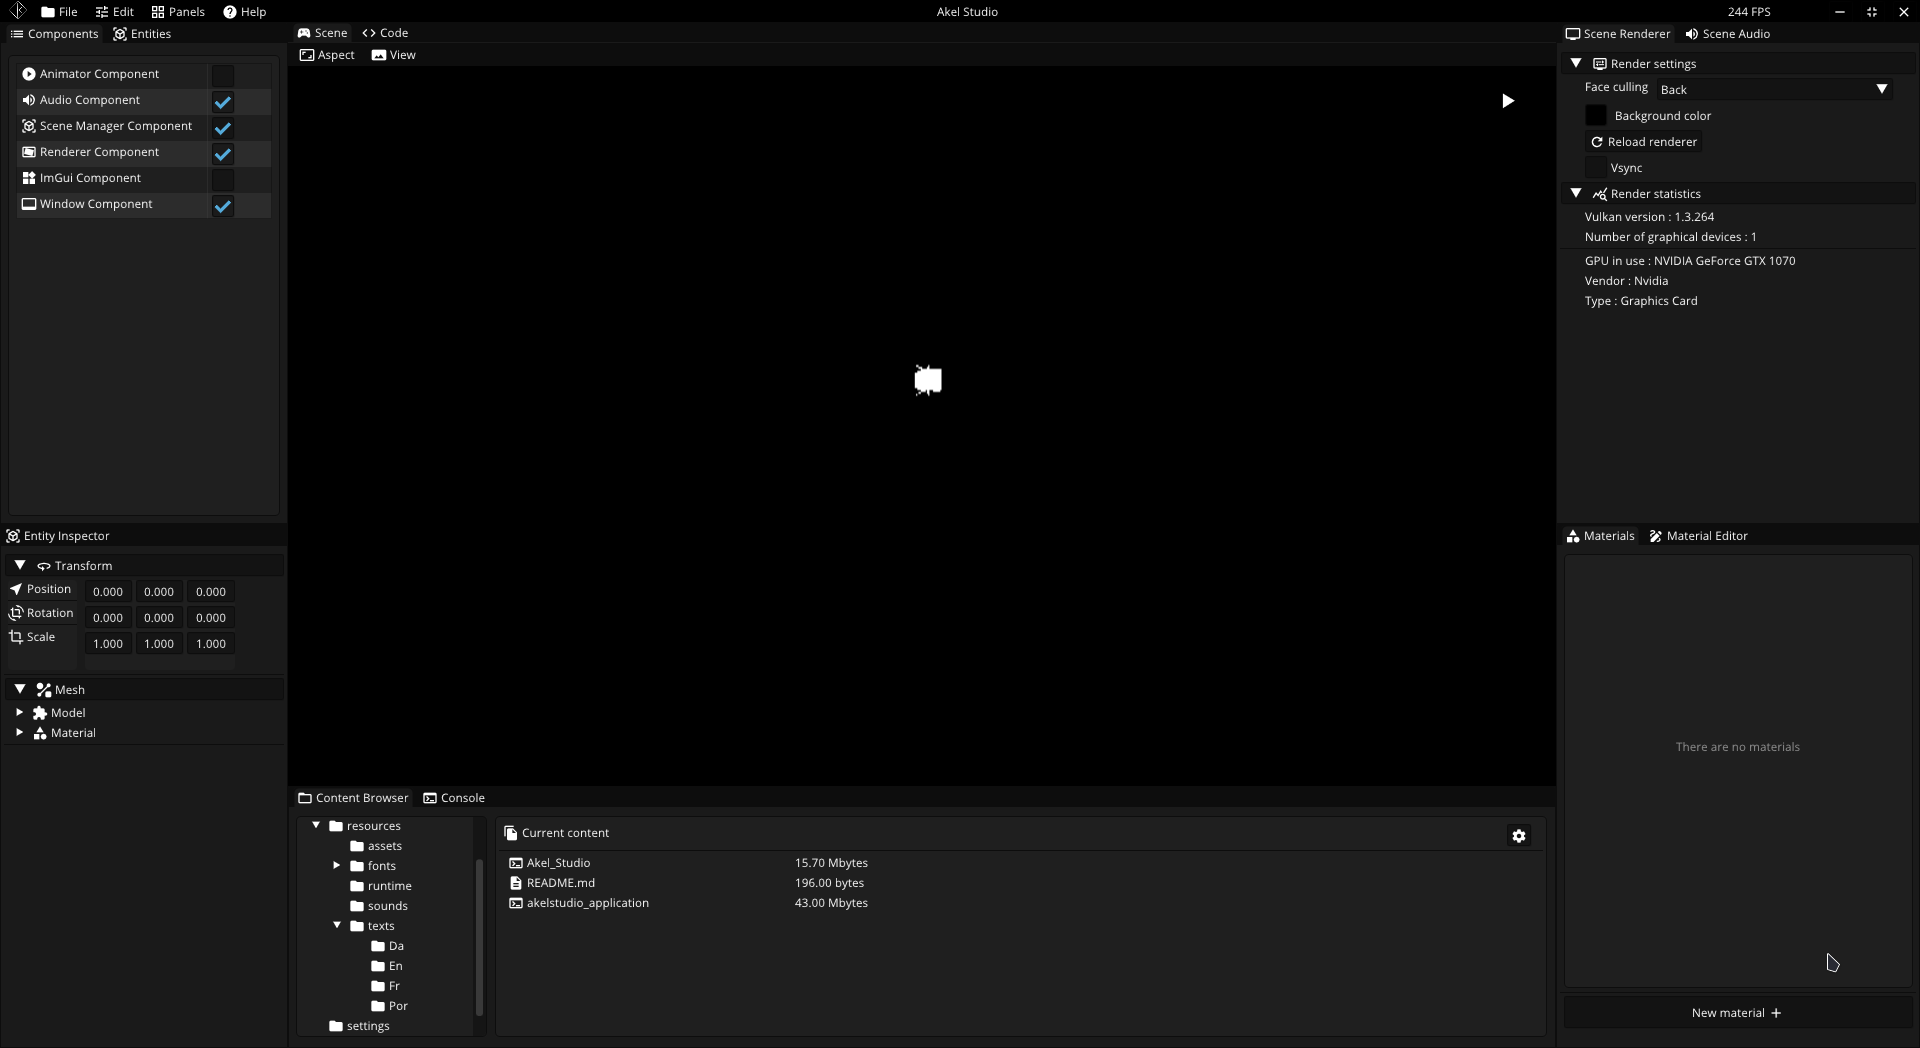 File Edit Panels Help Akel Studio 244 FPS
Components Entities
Animator Component
Audio Component
Scene Manager Component
Renderer Component
ImGui Component
Window Component
Scene Code
Aspect View
Scene Renderer Scene Audio
Render settings
Face culling Back
Background color
Reload renderer
Vsync
Render statistics
Vulkan version : 1.3.264
Number of graphical devices : 1
GPU in use : NVIDIA GeForce GTX 1070
Vendor : Nvidia
Type : Graphics Card
Entity Inspector
Transform
Position 0.000 0.000 0.000
Rotation 0.000 0.000 0.000
Scale 1.000 1.000 1.000
Mesh
Model
Material
Materials Material Editor
There are no materials
New material
Content Browser Console
resources
assets
fonts
runtime
sounds
texts
Da
En
Fr
Por
settings
Current content
Akel_Studio 15.70 Mbytes
README.md 196.00 bytes
akelstudio_application 43.00 Mbytes